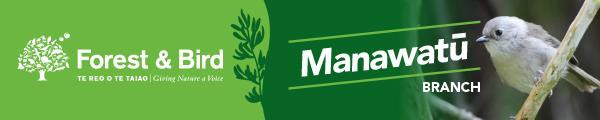 Forest & Bird
TE REO O TE TAIAO | Giving Nature a Voice
Manawatū
BRANCH